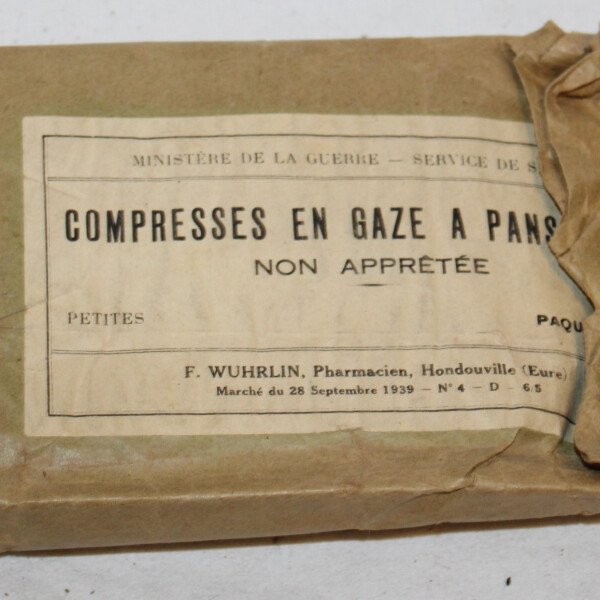 MINISTÈRE DE LA GUERRE — SERVICE DE S
COMPRESSES EN GAZE A PANS
NON APPRÊTÉE
PETITES PAQU
F. WUHRLIN, Pharmacien, Hondouville (Eure)
Marché du 28 Septembre 1939 — N° 4 — D — 6.5